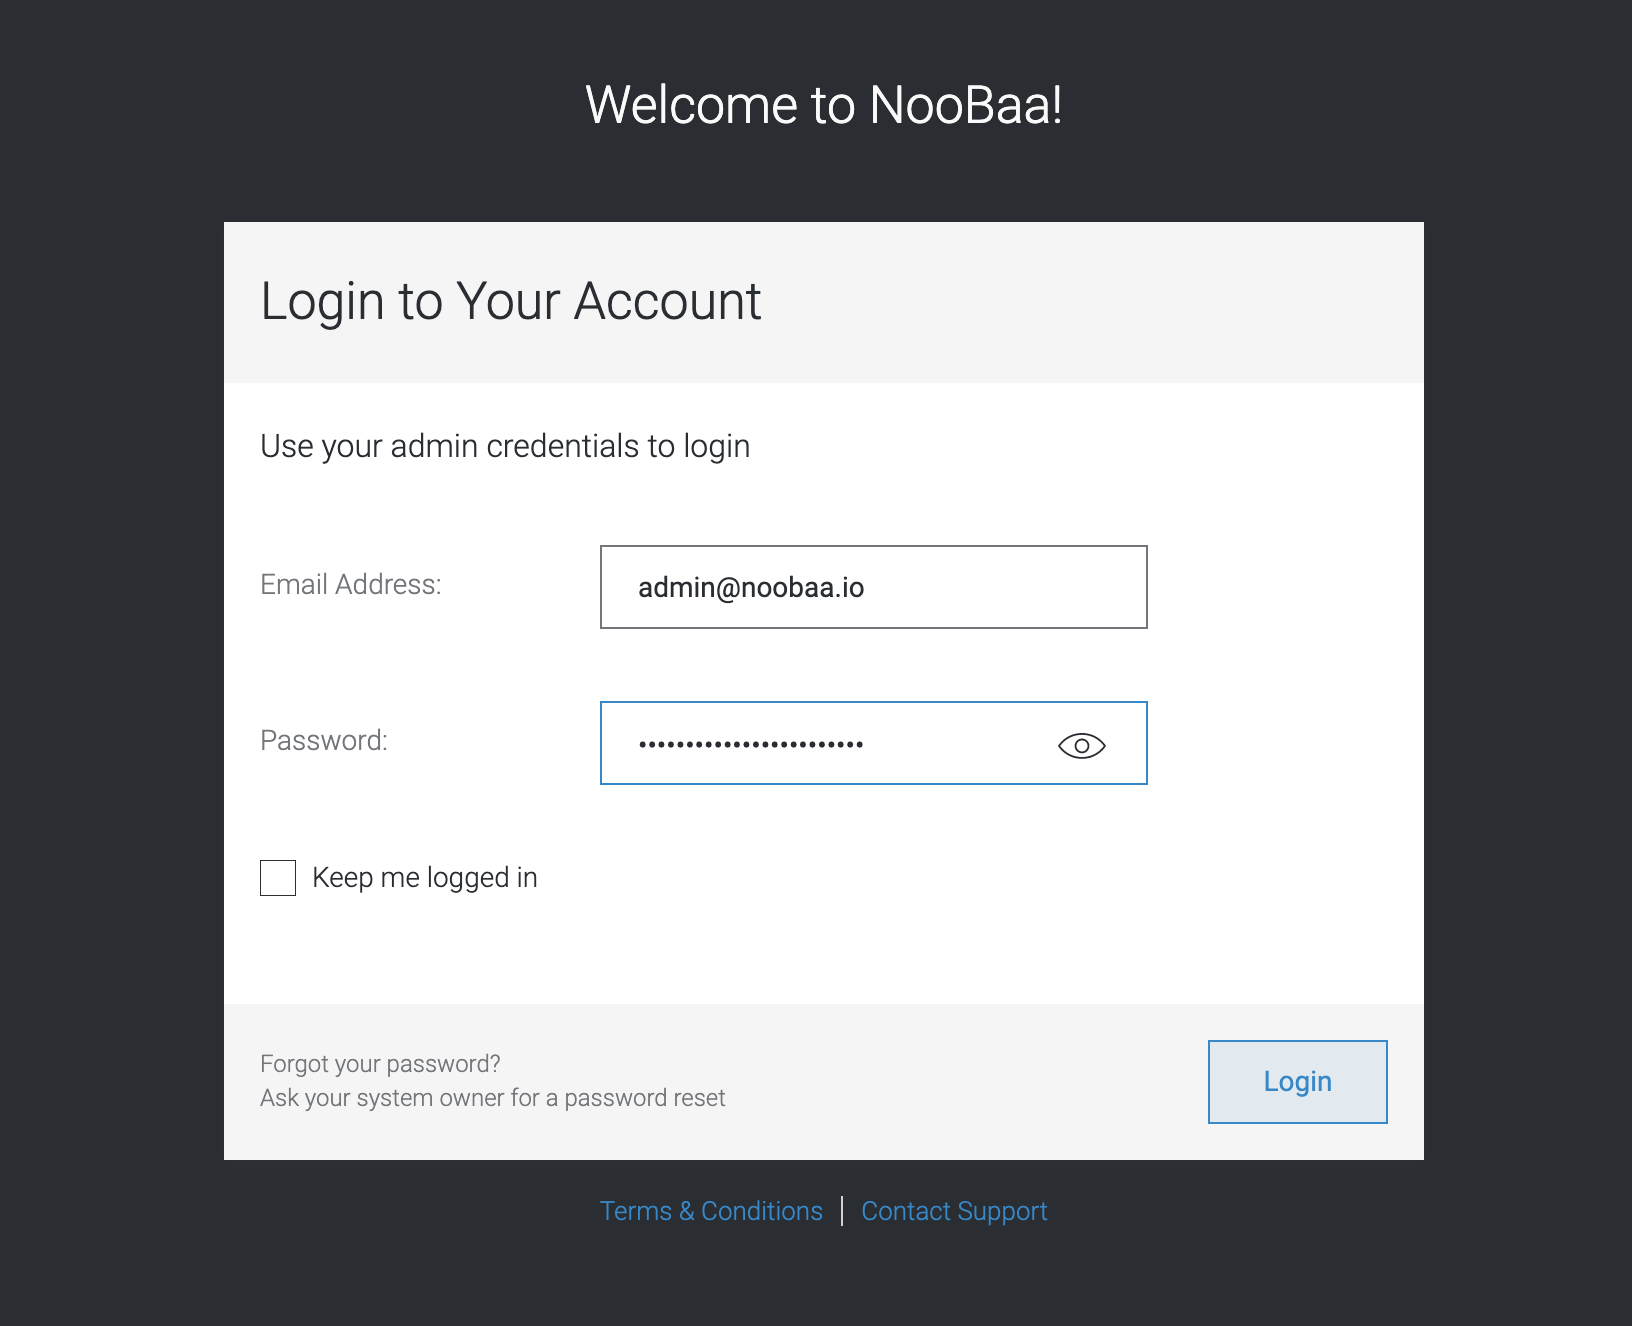 Welcome to NooBaa!
Login to Your Account
Use your admin credentials to login
Email Address:
admin@noobaa.io
Password:
••••••••••••••••••••••••
Keep me logged in
Forgot your password?
Ask your system owner for a password reset
Login
Terms & Conditions | Contact Support